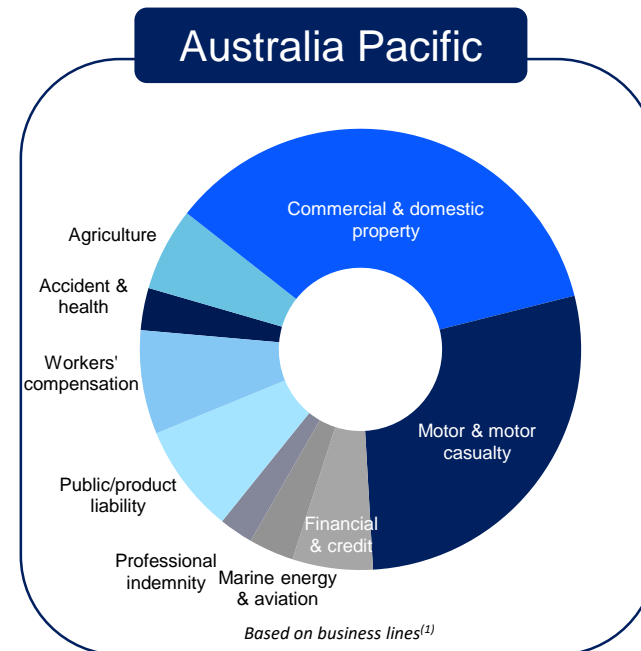 Australia Pacific
Commercial & domestic
property
Agriculture
Accident &
health
Workers'
compensation
Motor & motor
casualty
Public/product
liability
Financial
& credit
Professional
indemnity
Marine energy
& aviation
Based on business lines(1)